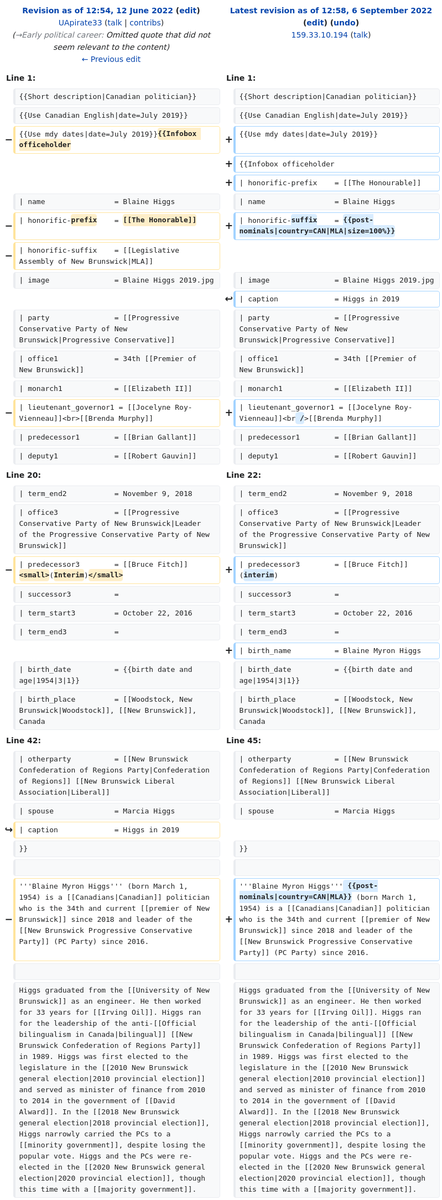 Revision as of 12:54, 12 June 2022 (edit)
UApirate33 (talk | contribs)
(→Early political career: Omitted quote that did not
seem relevant to the content)
← Previous edit
Latest revision as of 12:58, 6 September 2022
(edit) (undo)
159.33.10.194 (talk)
Line 1:
Line 1:
{{Short description|Canadian politician}}
{{Short description|Canadian politician}}
{{Use Canadian English|date=July 2019}}
{{Use Canadian English|date=July 2019}}
− {{Use mdy dates|date=July 2019}}{{Infobox
officeholder
+ {{Use mdy dates|date=July 2019}}
+ {{Infobox officeholder
+ | honorific-prefix = [[The Honourable]]
| name = Blaine Higgs
| name = Blaine Higgs
− | honorific-prefix = [[The Honorable]]
+ | honorific-suffix = {{post-
nominals|country=CAN|MLA|size=100%}}
− | honorific-suffix = [[Legislative
Assembly of New Brunswick|MLA]]
| image = Blaine Higgs 2019.jpg
| image = Blaine Higgs 2019.jpg
↩ | caption = Higgs in 2019
| party = [[Progressive
Conservative Party of New
Brunswick|Progressive Conservative]]
| party = [[Progressive
Conservative Party of New
Brunswick|Progressive Conservative]]
| office1 = 34th [[Premier of
New Brunswick]]
| office1 = 34th [[Premier of
New Brunswick]]
| monarch1 = [[Elizabeth II]]
| monarch1 = [[Elizabeth II]]
− | lieutenant_governor1 = [[Jocelyne Roy-
Vienneau]]<br>[[Brenda Murphy]]
+ | lieutenant_governor1 = [[Jocelyne Roy-
Vienneau]]<br />[[Brenda Murphy]]
| predecessor1 = [[Brian Gallant]]
| predecessor1 = [[Brian Gallant]]
| deputy1 = [[Robert Gauvin]]
| deputy1 = [[Robert Gauvin]]
Line 20:
Line 22:
| term_end2 = November 9, 2018
| term_end2 = November 9, 2018
| office3 = [[Progressive
Conservative Party of New Brunswick|Leader
of the Progressive Conservative Party of New
Brunswick]]
| office3 = [[Progressive
Conservative Party of New Brunswick|Leader
of the Progressive Conservative Party of New
Brunswick]]
− | predecessor3 = [[Bruce Fitch]]
<small>(Interim)</small>
+ | predecessor3 = [[Bruce Fitch]]
(interim)
| successor3 =
| successor3 =
| term_start3 = October 22, 2016
| term_start3 = October 22, 2016
| term_end3 =
| term_end3 =
+ | birth_name = Blaine Myron Higgs
| birth_date = {{birth date and
age|1954|3|1}}
| birth_date = {{birth date and
age|1954|3|1}}
| birth_place = [[Woodstock, New
Brunswick|Woodstock]], [[New Brunswick]],
Canada
| birth_place = [[Woodstock, New
Brunswick|Woodstock]], [[New Brunswick]],
Canada
Line 42:
Line 45:
| otherparty = [[New Brunswick
Confederation of Regions Party|Confederation
of Regions]] [[New Brunswick Liberal
Association|Liberal]]
| otherparty = [[New Brunswick
Confederation of Regions Party|Confederation
of Regions]] [[New Brunswick Liberal
Association|Liberal]]
| spouse = Marcia Higgs
| spouse = Marcia Higgs
↪ | caption = Higgs in 2019
}}
}}
− '''Blaine Myron Higgs''' (born March 1,
1954) is a [[Canadians|Canadian]] politician
who is the 34th and current [[premier of New
Brunswick]] since 2018 and leader of the
[[New Brunswick Progressive Conservative
Party]] (PC Party) since 2016.
+ '''Blaine Myron Higgs''' {{post-
nominals|country=CAN|MLA}} (born March 1,
1954) is a [[Canadians|Canadian]] politician
who is the 34th and current [[premier of New
Brunswick]] since 2018 and leader of the
[[New Brunswick Progressive Conservative
Party]] (PC Party) since 2016.
Higgs graduated from the [[University of New
Brunswick]] as an engineer. He then worked
for 33 years for [[Irving Oil]]. Higgs ran
for the leadership of the anti-[[Official
bilingualism in Canada|bilingual]] [[New
Brunswick Confederation of Regions Party]]
in 1989. Higgs was first elected to the
legislature in the [[2010 New Brunswick
general election|2010 provincial election]]
and served as minister of finance from 2010
to 2014 in the government of [[David
Alward]]. In the [[2018 New Brunswick
general election|2018 provincial election]],
Higgs narrowly carried the PCs to a
[[minority government]], despite losing the
popular vote. Higgs and the PCs were re-
elected in the [[2020 New Brunswick general
election|2020 provincial election]], though
this time with a [[majority government]].
Higgs graduated from the [[University of New
Brunswick]] as an engineer. He then worked
for 33 years for [[Irving Oil]]. Higgs ran
for the leadership of the anti-[[Official
bilingualism in Canada|bilingual]] [[New
Brunswick Confederation of Regions Party]]
in 1989. Higgs was first elected to the
legislature in the [[2010 New Brunswick
general election|2010 provincial election]]
and served as minister of finance from 2010
to 2014 in the government of [[David
Alward]]. In the [[2018 New Brunswick
general election|2018 provincial election]],
Higgs narrowly carried the PCs to a
[[minority government]], despite losing the
popular vote. Higgs and the PCs were re-
elected in the [[2020 New Brunswick general
election|2020 provincial election]], though
this time with a [[majority government]].